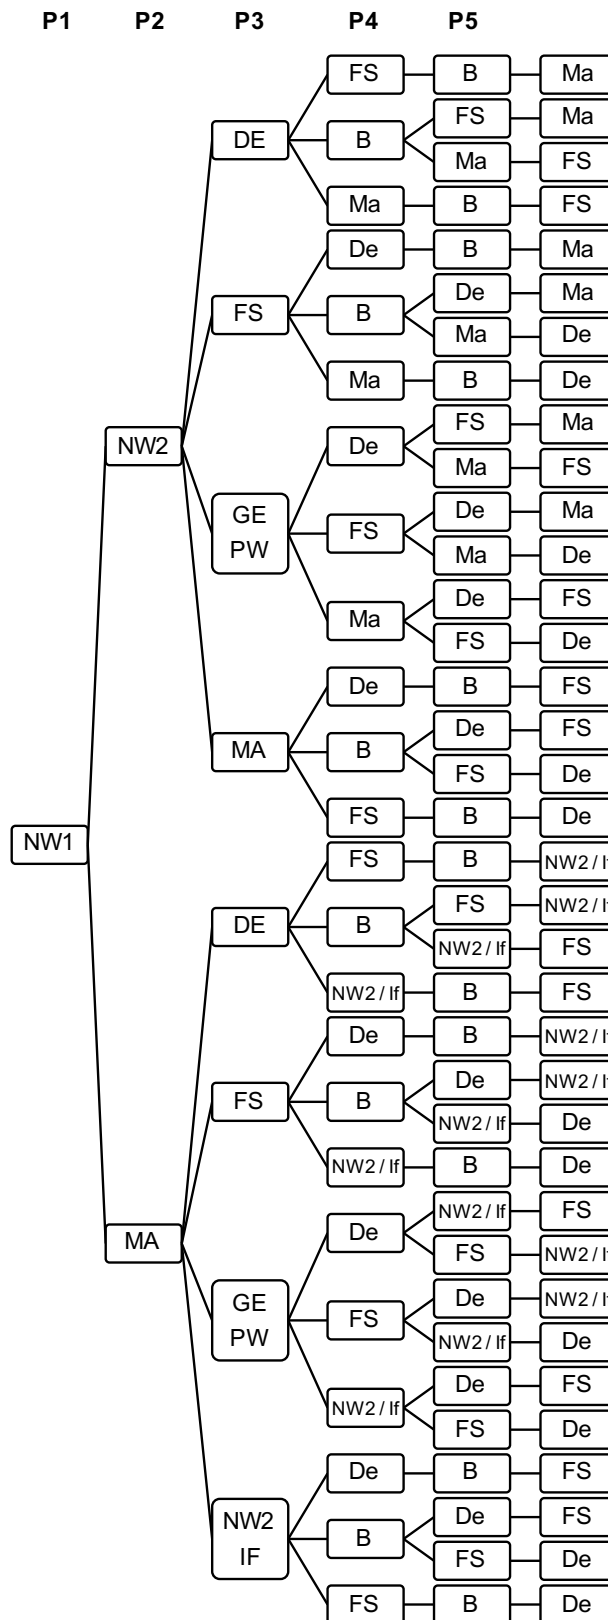 P1 P2 P3 P4 P5
FS B Ma
FS Ma
DE B
Ma FS
Ma B FS
De B Ma
De Ma
FS B
Ma De
Ma B De
FS Ma
NW2 De
Ma FS
GE
PW
De Ma
FS
Ma De
De FS
Ma
FS De
De B FS
De FS
MA B
FS De
FS B De
NW1
FS B NW2 / If
FS NW2 / If
DE B
NW2 / If FS
NW2 / If B FS
De B NW2 / If
De NW2 / If
FS B
NW2 / If De
NW2 / If B De
NW2 / If FS
MA De
FS NW2 / If
GE
PW
De NW2 / If
FS
NW2 / If De
De FS
NW2 / If
FS De
De B FS
NW2
IF
De FS
B
FS De
FS B De